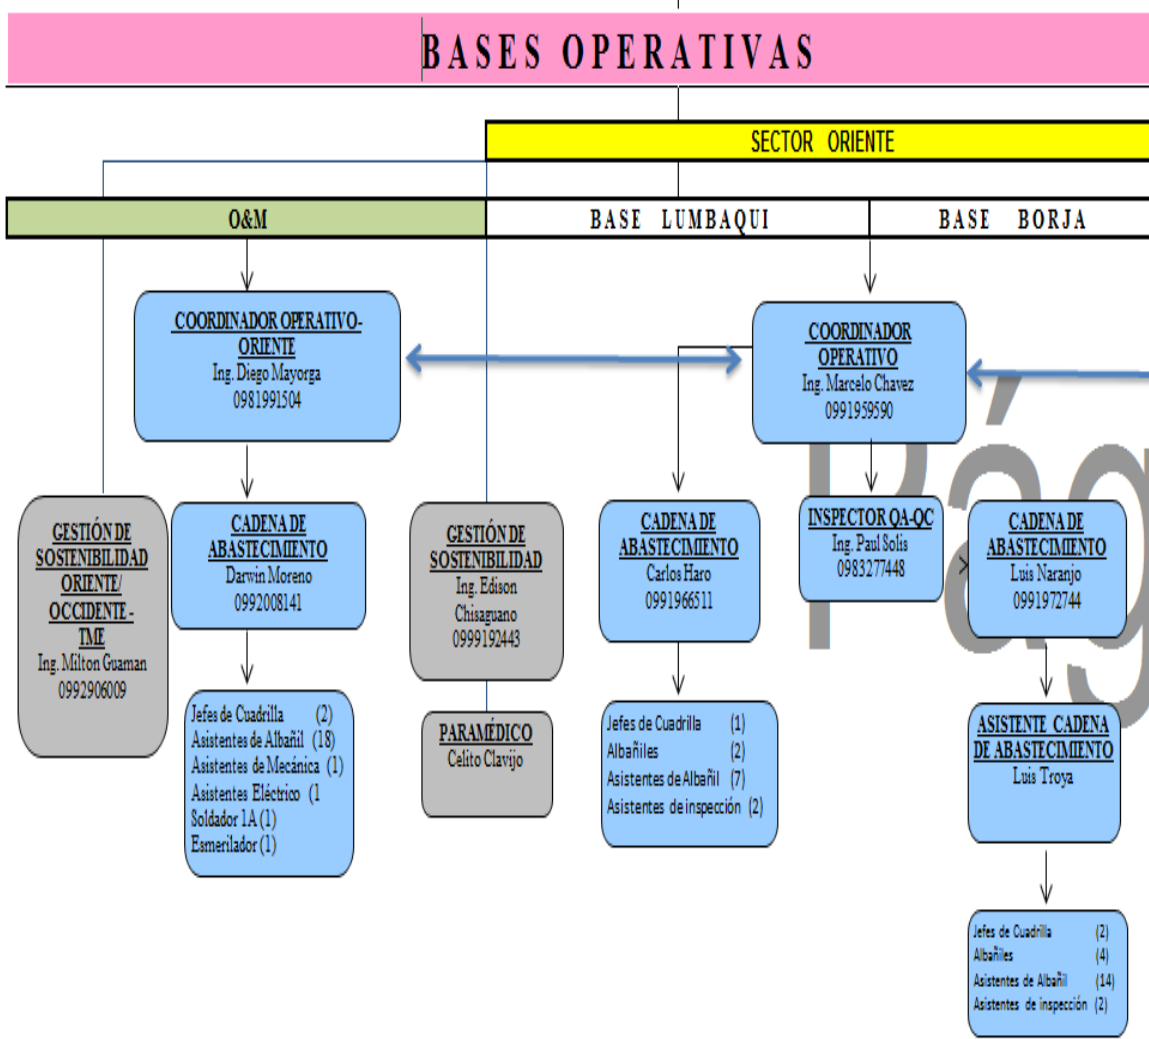 BASES OPERATIVAS
SECTOR ORIENTE
O&M
BASE LUMBAQUI
BASE BORJA
COORDINADOR OPERATIVO-
ORIENTE
Ing. Diego Mayorga
0981991504
COORDINADOR
OPERATIVO
Ing. Marcelo Chavez
0991959590
GESTIÓN DE
SOSTENIBILIDAD
ORIENTE/
OCCIDENTE -
TME
Ing. Milton Guaman
0992906009
CADENA DE
ABASTECIMIENTO
Darwin Moreno
0992008141
GESTIÓN DE
SOSTENIBILIDAD
Ing. Edison
Chisaguano
0999192443
CADENA DE
ABASTECIMIENTO
Carlos Haro
0991966511
INSPECTOR QA-QC
Ing. Paul Solis
0983277448
CADENA DE
ABASTECIMIENTO
Luis Naranjo
0991972744
Jefes de Cuadrilla (2)
Asistentes de Albañil (18)
Asistentes de Mecánica (1)
Asistentes Eléctrico (1
Soldador 1A (1)
Esmerilador (1)
PARAMÉDICO
Celito Clavijo
Jefes de Cuadrilla (1)
Albañiles (2)
Asistentes de Albañil (7)
Asistentes de inspección (2)
ASISTENTE CADENA
DE ABASTECIMIENTO
Luis Troya
Jefes de Cuadrilla (2)
Albañiles (4)
Asistentes de Albañil (14)
Asistentes de inspección (2)
Pág